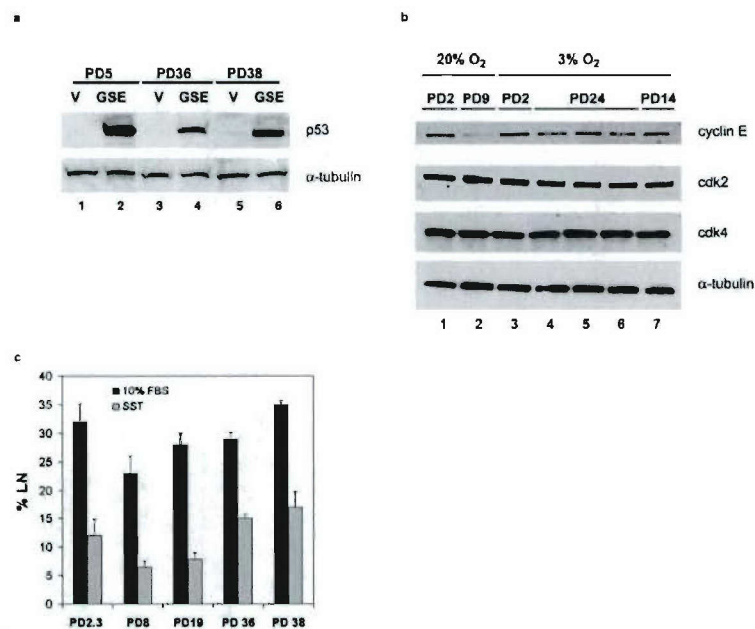 a
PD5 PD36 PD38
V GSE V GSE V GSE
p53
α-tubulin
1 2 3 4 5 6
b
20% O2 3% O2
PD2 PD9 PD2 PD24 PD14
cyclin E
cdk2
cdk4
α-tubulin
1 2 3 4 5 6 7
c
40
35
30
25
20
15
10
5
0
% LN
10% FBS
SST
PD2.3 PD8 PD19 PD 36 PD 38